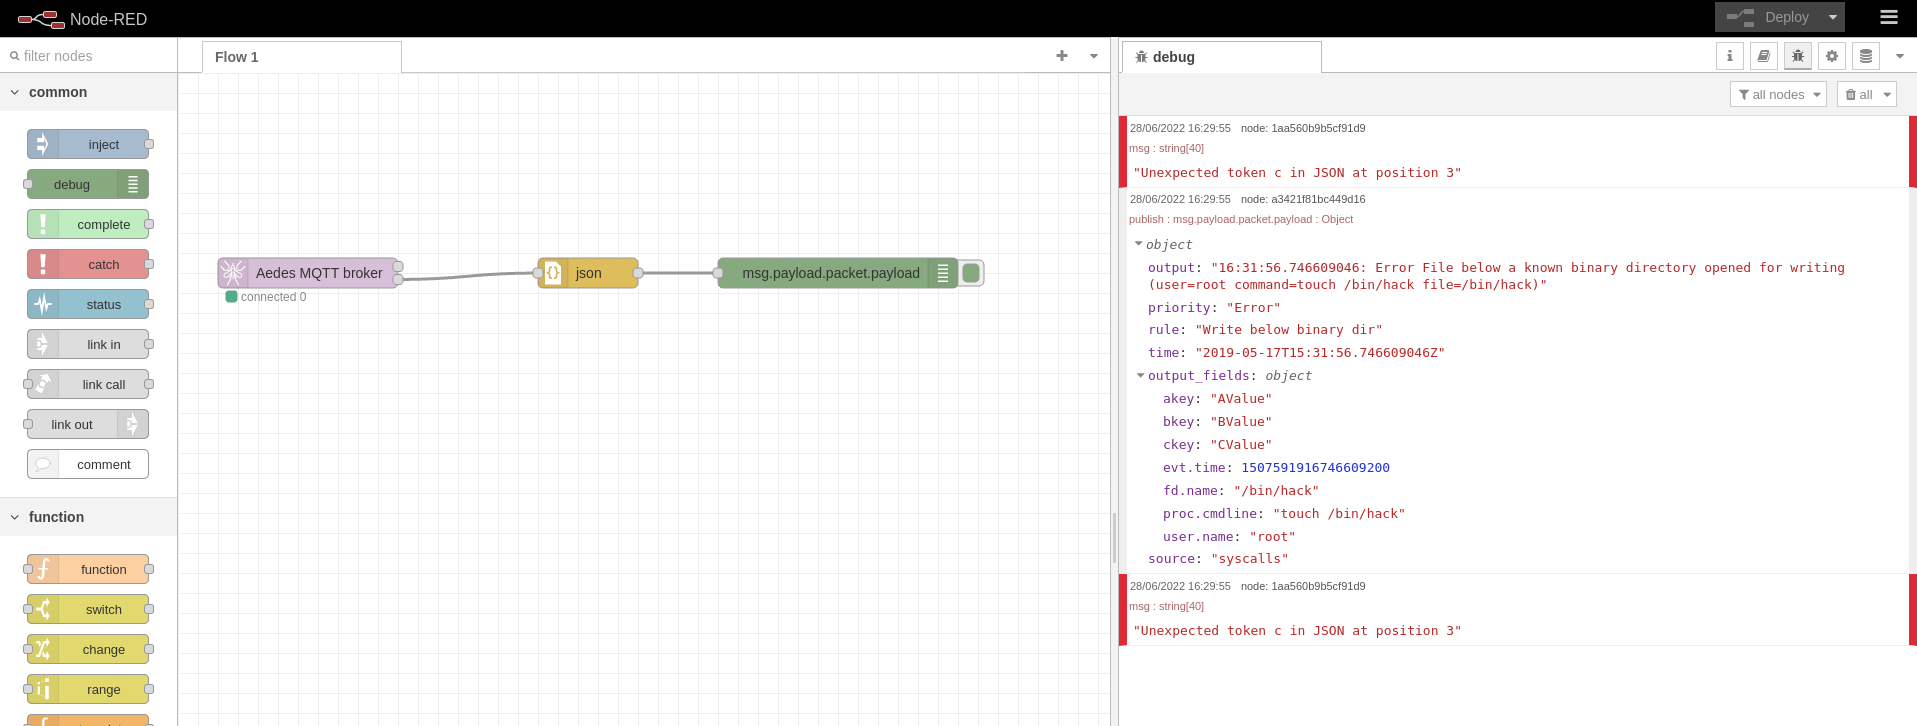 Node-RED
Deploy
filter nodes
Flow 1
debug
common
all nodes
all
inject
debug
complete
catch
status
link in
link call
link out
comment
function
function
switch
change
range
Aedes MQTT broker
connected 0
json
msg.payload.packet.payload
28/06/2022 16:29:55 node: 1aa560b9b5cf91d9
msg : string[40]
"Unexpected token c in JSON at position 3"
28/06/2022 16:29:55 node: a3421f81bc449d16
publish : msg.payload.packet.payload : Object
object
output: "16:31:56.746609046: Error File below a known binary directory opened for writing
(user=root command=touch /bin/hack file=/bin/hack)"
priority: "Error"
rule: "Write below binary dir"
time: "2019-05-17T15:31:56.746609046Z"
output_fields: object
akey: "AValue"
bkey: "BValue"
ckey: "CValue"
evt.time: 1507591916746609200
fd.name: "/bin/hack"
proc.cmdline: "touch /bin/hack"
user.name: "root"
source: "syscalls"
28/06/2022 16:29:55 node: 1aa560b9b5cf91d9
msg : string[40]
"Unexpected token c in JSON at position 3"